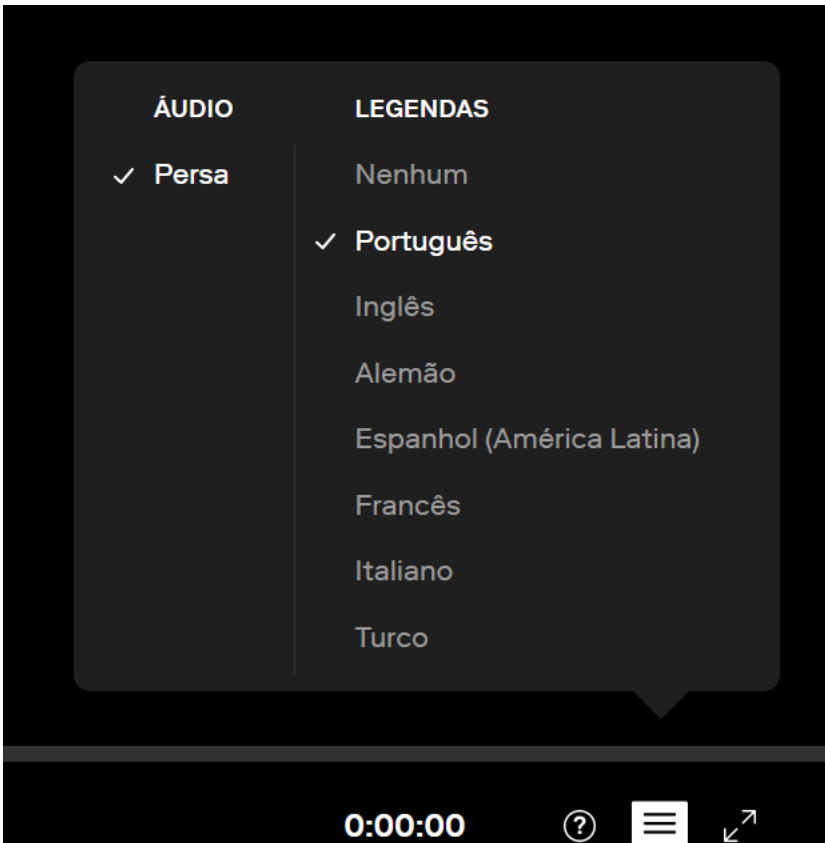 ÁUDIO
Persa
LEGENDAS
Nenhum
Português
Inglês
Alemão
Espanhol (América Latina)
Francês
Italiano
Turco
0:00:00
?